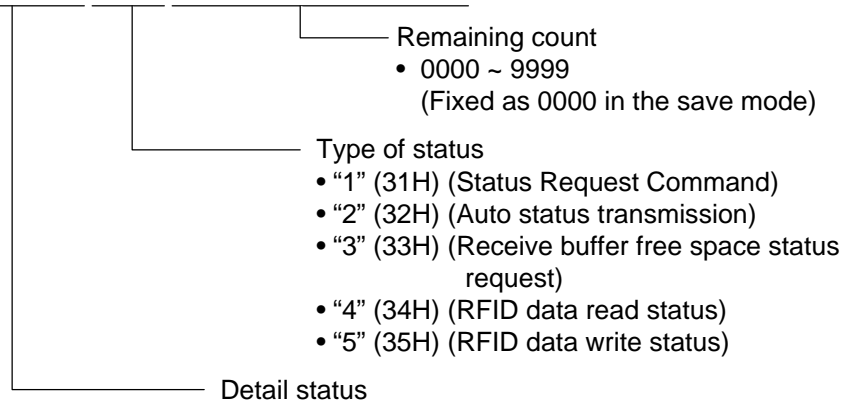 Remaining count
• 0000 ~ 9999
(Fixed as 0000 in the save mode)
Type of status
• “1” (31H) (Status Request Command)
• “2” (32H) (Auto status transmission)
• “3” (33H) (Receive buffer free space status
request)
• “4” (34H) (RFID data read status)
• “5” (35H) (RFID data write status)
Detail status